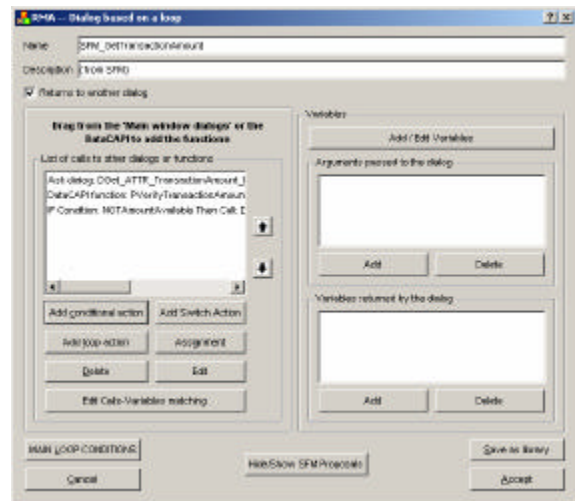 RMA -- Dialog based on a loop
Name
SFM_GetTransactionAmount
Description
(from SFM)
Returns to another dialog
Drag from the 'Main window dialogs' or the
DataCAPI to add the functions
List of calls to other dialogs or functions
Ask dialog: DGet_ATTR_TransactionAmount_
DataCAPI function: PVerifyTransactionAmoun
IF Condition: NOTAmountAvailable Then Call: D
Add conditional action
Add Switch Action
Add loop action
Assignment
Delete
Edit
Edit Calls-Variables matching
Variables
Add / Edit Variables
Arguments passed to the dialog
Add
Delete
Variables returned by the dialog
Add
Delete
MAIN LOOP CONDITIONS
Cancel
Hide/Show SFM Proposals
Save as library
Accept